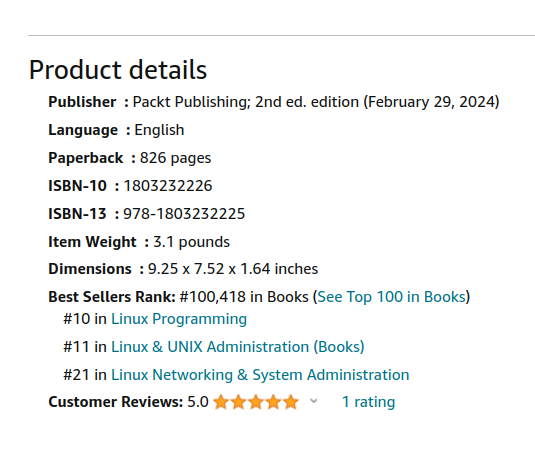 Product details
Publisher : Packt Publishing; 2nd ed. edition (February 29, 2024)
Language : English
Paperback : 826 pages
ISBN-10 : 1803232226
ISBN-13 : 978-1803232225
Item Weight : 3.1 pounds
Dimensions : 9.25 x 7.52 x 1.64 inches
Best Sellers Rank: #100,418 in Books (See Top 100 in Books)
#10 in Linux Programming
#11 in Linux & UNIX Administration (Books)
#21 in Linux Networking & System Administration
Customer Reviews: 5.0 1 rating